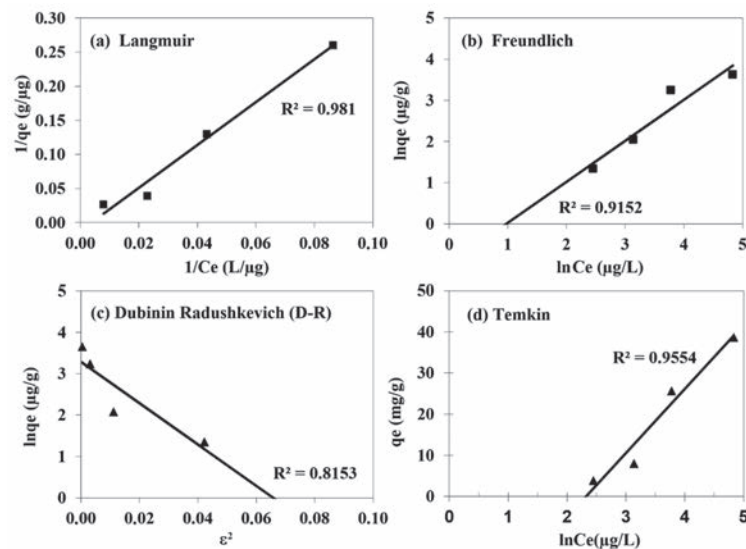 (a) Langmuir
R² = 0.981
1/qe (g/µg)
0.30
0.25
0.20
0.15
0.10
0.05
0.00
0.00 0.02 0.04 0.06 0.08 0.10
1/Ce (L/µg)
(b) Freundlich
R² = 0.9152
lnqe (µg/g)
5
4
3
2
1
0
0 1 2 3 4 5
lnCe (µg/L)
(c) Dubinin Radushkevich (D-R)
R² = 0.8153
lnqe (µg/g)
5
4
3
2
1
0
0.00 0.02 0.04 0.06 0.08 0.10
ε²
(d) Temkin
R² = 0.9554
qe (mg/g)
50
40
30
20
10
0
0 1 2 3 4 5
lnCe(µg/L)